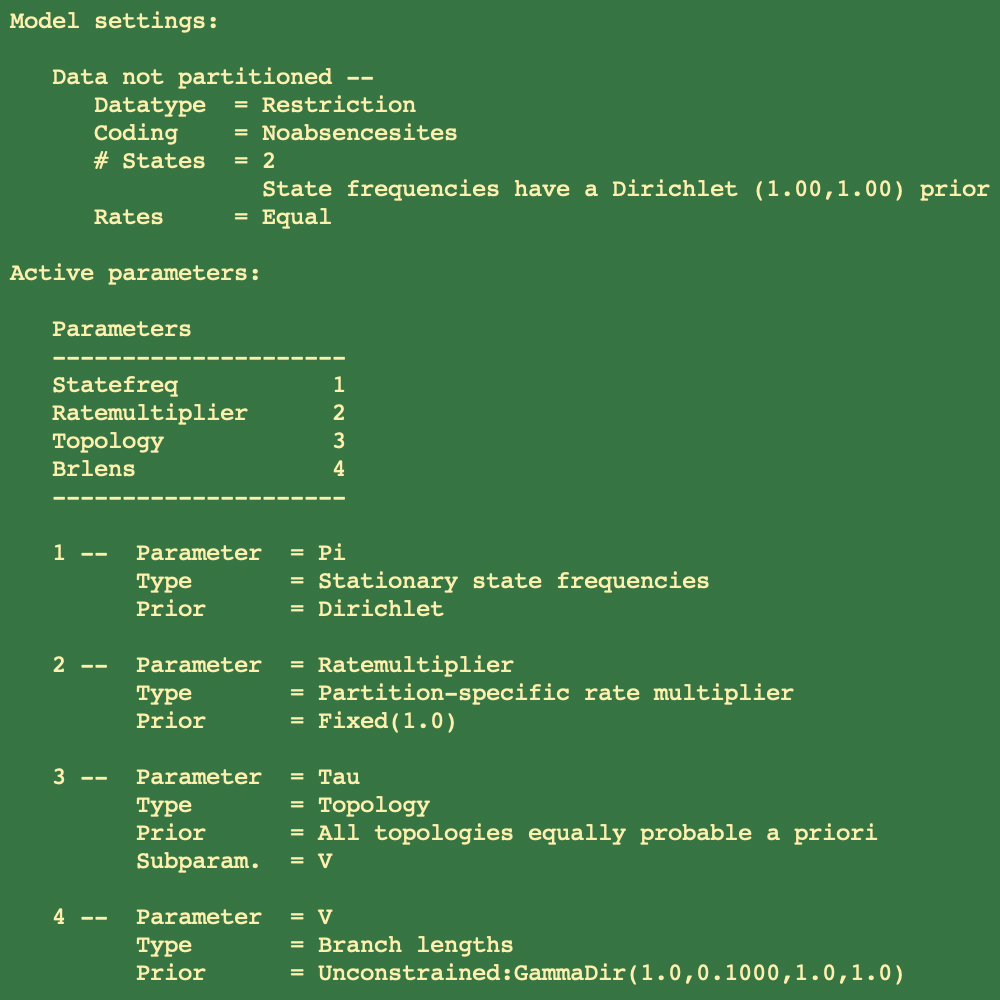 Model settings:
Data not partitioned --
Datatype  = Restriction
Coding    = Noabsencesites
# States  = 2
State frequencies have a Dirichlet (1.00,1.00) prior
Rates     = Equal
Active parameters:
Parameters
---------------------
Statefreq           1
Ratemultiplier      2
Topology            3
Brlens              4
---------------------
1 --  Parameter  = Pi
Type       = Stationary state frequencies
Prior      = Dirichlet
2 --  Parameter  = Ratemultiplier
Type       = Partition-specific rate multiplier
Prior      = Fixed(1.0)
3 --  Parameter  = Tau
Type       = Topology
Prior      = All topologies equally probable a priori
Subparam.  = V
4 --  Parameter  = V
Type       = Branch lengths
Prior      = Unconstrained:GammaDir(1.0,0.1000,1.0,1.0)